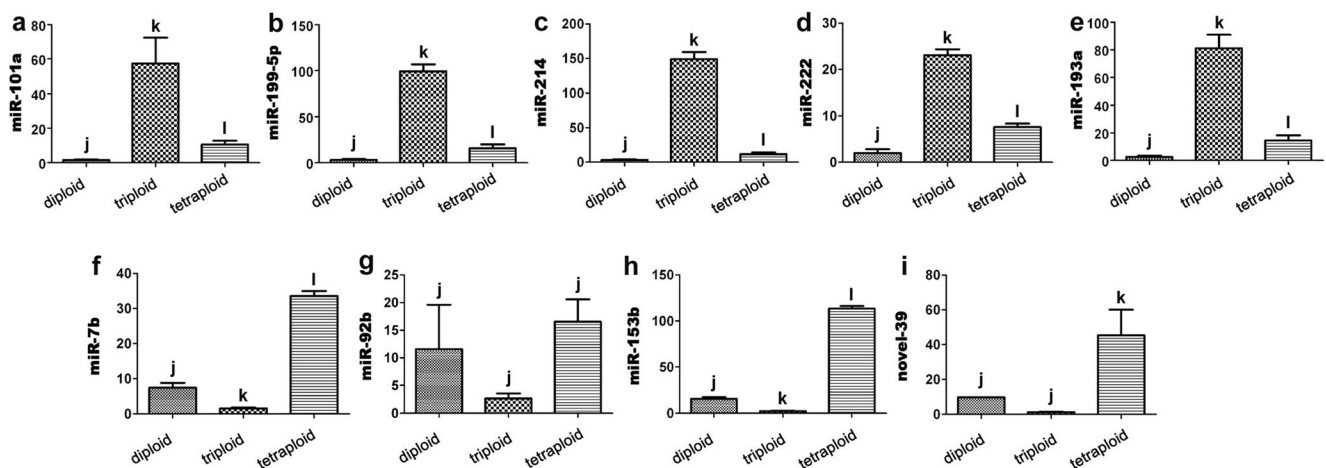 a
miR-101a
80
60
40
20
0
j
k
l
diploid
triploid
tetraploid
b
miR-199-5p
150
100
50
0
j
k
l
diploid
triploid
tetraploid
c
miR-214
200
150
100
50
0
j
k
l
diploid
triploid
tetraploid
d
miR-222
30
20
10
0
j
k
l
diploid
triploid
tetraploid
e
miR-193a
100
80
60
40
20
0
j
k
l
diploid
triploid
tetraploid
f
miR-7b
40
30
20
10
0
j
k
l
diploid
triploid
tetraploid
g
miR-92b
25
20
15
10
5
0
j
j
j
diploid
triploid
tetraploid
h
miR-153b
150
100
50
0
j
k
l
diploid
triploid
tetraploid
i
novel-39
80
60
40
20
0
j
j
k
diploid
triploid
tetraploid